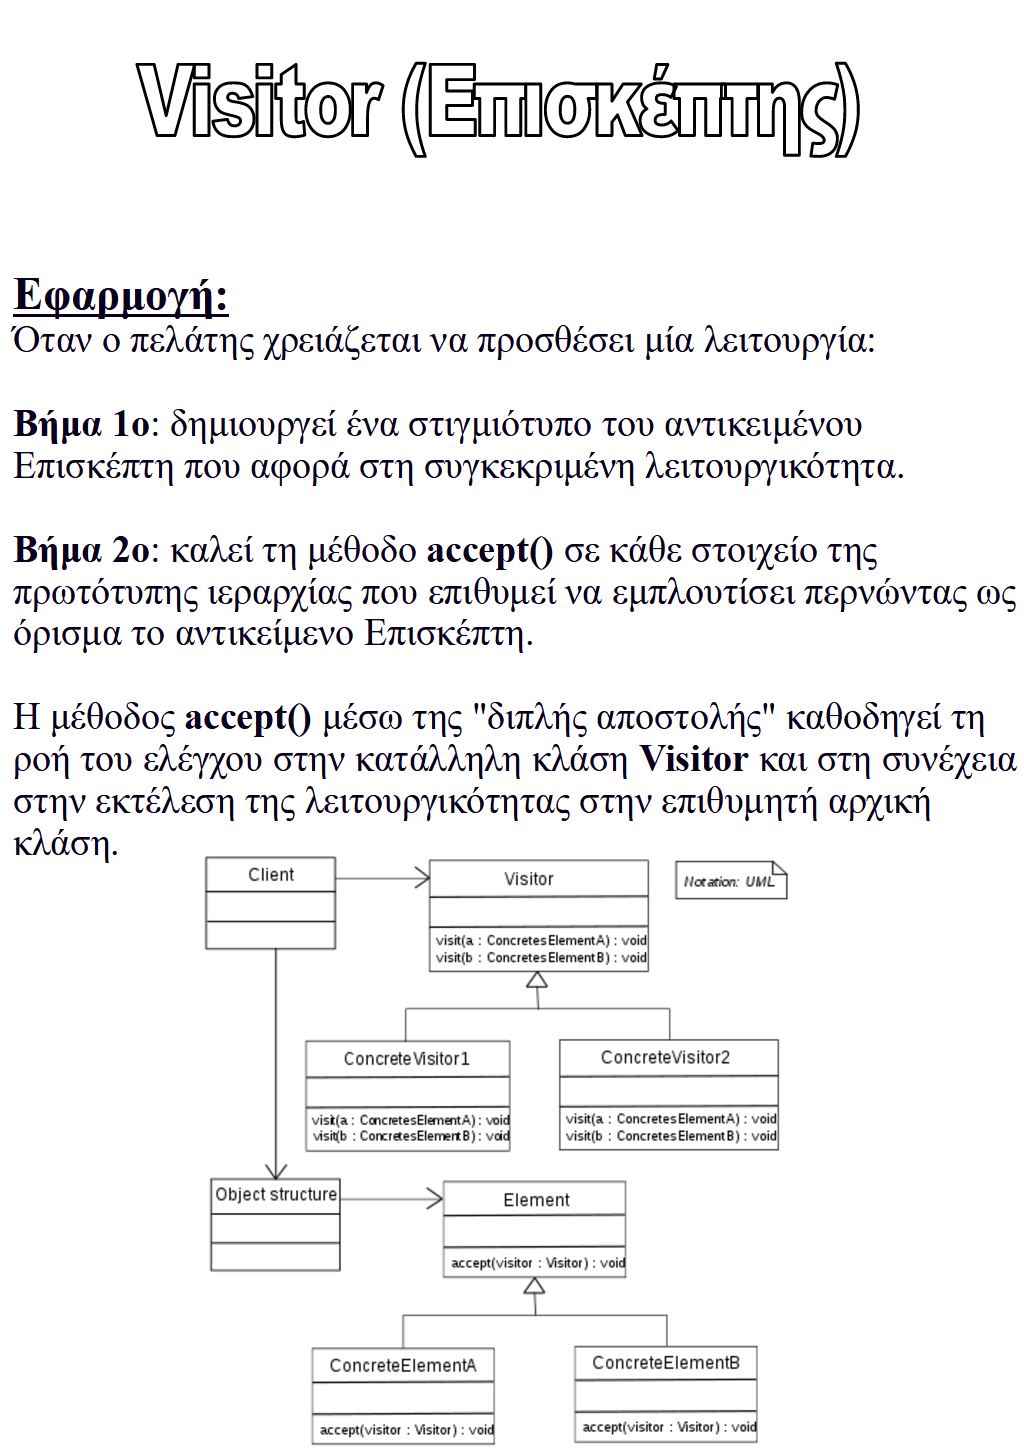 Visitor (Επισκέπτης)
Εφαρμογή:
Όταν ο πελάτης χρειάζεται να προσθέσει μία λειτουργία:
Βήμα 1ο: δημιουργεί ένα στιγμιότυπο του αντικειμένου
Επισκέπτη που αφορά στη συγκεκριμένη λειτουργικότητα.
Βήμα 2ο: καλεί τη μέθοδο accept() σε κάθε στοιχείο της
πρωτότυπης ιεραρχίας που επιθυμεί να εμπλουτίσει περνώντας ως
όρισμα το αντικείμενο Επισκέπτη.
Η μέθοδος accept() μέσω της "διπλής αποστολής" καθοδηγεί τη
ροή του ελέγχου στην κατάλληλη κλάση Visitor και στη συνέχεια
στην εκτέλεση της λειτουργικότητας στην επιθυμητή αρχική
κλάση.
Client
Visitor
visit(a : ConcretesElementA) : void
visit(b : ConcretesElementB) : void
Notation: UML
ConcreteVisitor1
visit(a : ConcretesElementA) : void
visit(b : ConcretesElementB) : void
ConcreteVisitor2
visit(a : ConcretesElementA) : void
visit(b : ConcretesElementB) : void
Object structure
Element
accept(visitor : Visitor) : void
ConcreteElementA
accept(visitor : Visitor) : void
ConcreteElementB
accept(visitor : Visitor) : void